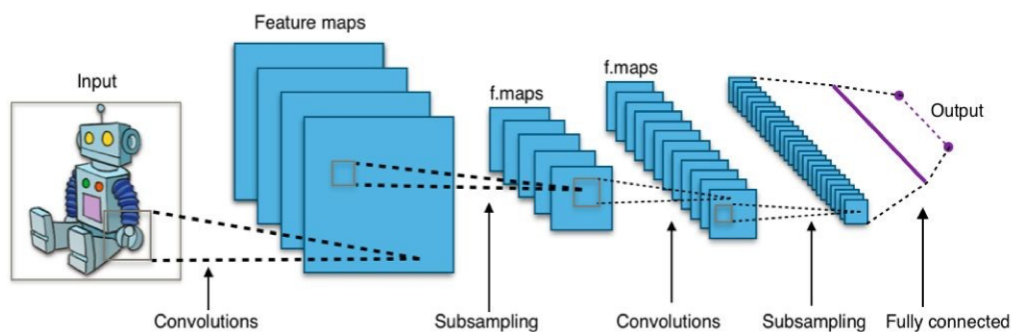 Feature maps
Input
f.maps
f.maps
Output
Convolutions
Subsampling
Convolutions
Subsampling
Fully connected